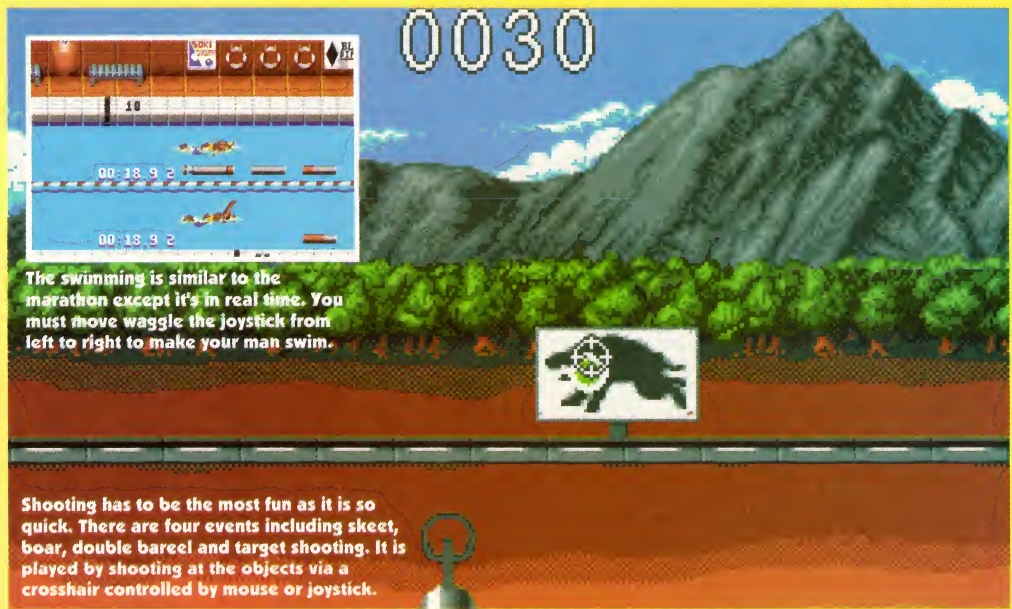 0030
10
00:18.9 2
00:18.9 2
The swimming is similar to the
marathon except it's in real time. You
must move waggle the joystick from
left to right to make your man swim.
Shooting has to be the most fun as it is so
quick. There are four events including skeet,
boar, double bareel and target shooting. It is
played by shooting at the objects via a
crosshair controlled by mouse or joystick.